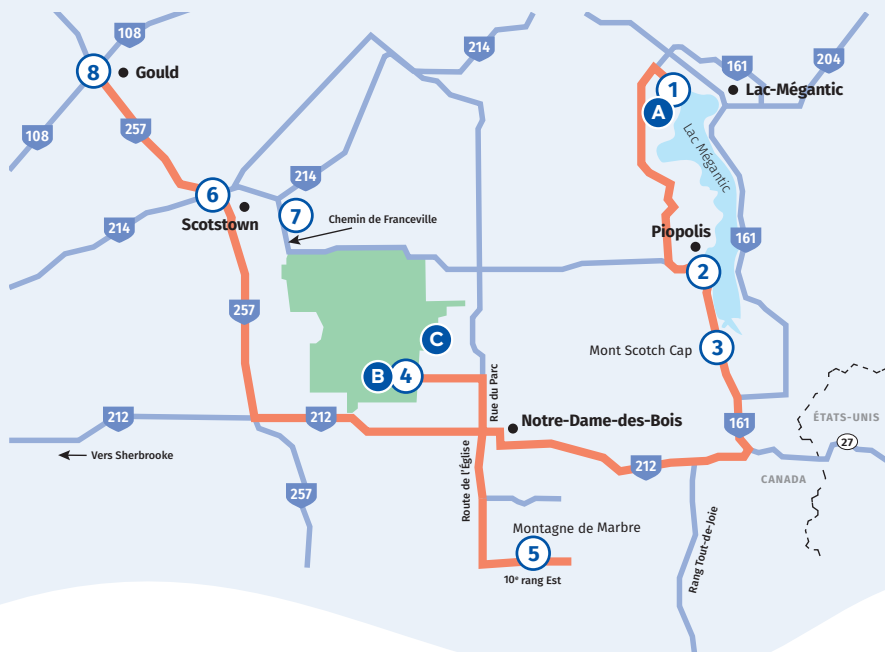 108
8
Gould
257
108
214
161
204
1
Lac-Mégantic
A
Lac Mégantic
6
Scotstown
214
7
Chemin de Franceville
214
Piopolis
161
2
257
C
Mont Scotch Cap
3
B
4
Rue du Parc
212
212
Notre-Dame-des-Bois
161
ÉTATS-UNIS
27
Vers Sherbrooke
Route de l'Église
212
CANADA
257
Montagne de Marbre
5
10e rang Est
Rang Tout-de-Joie